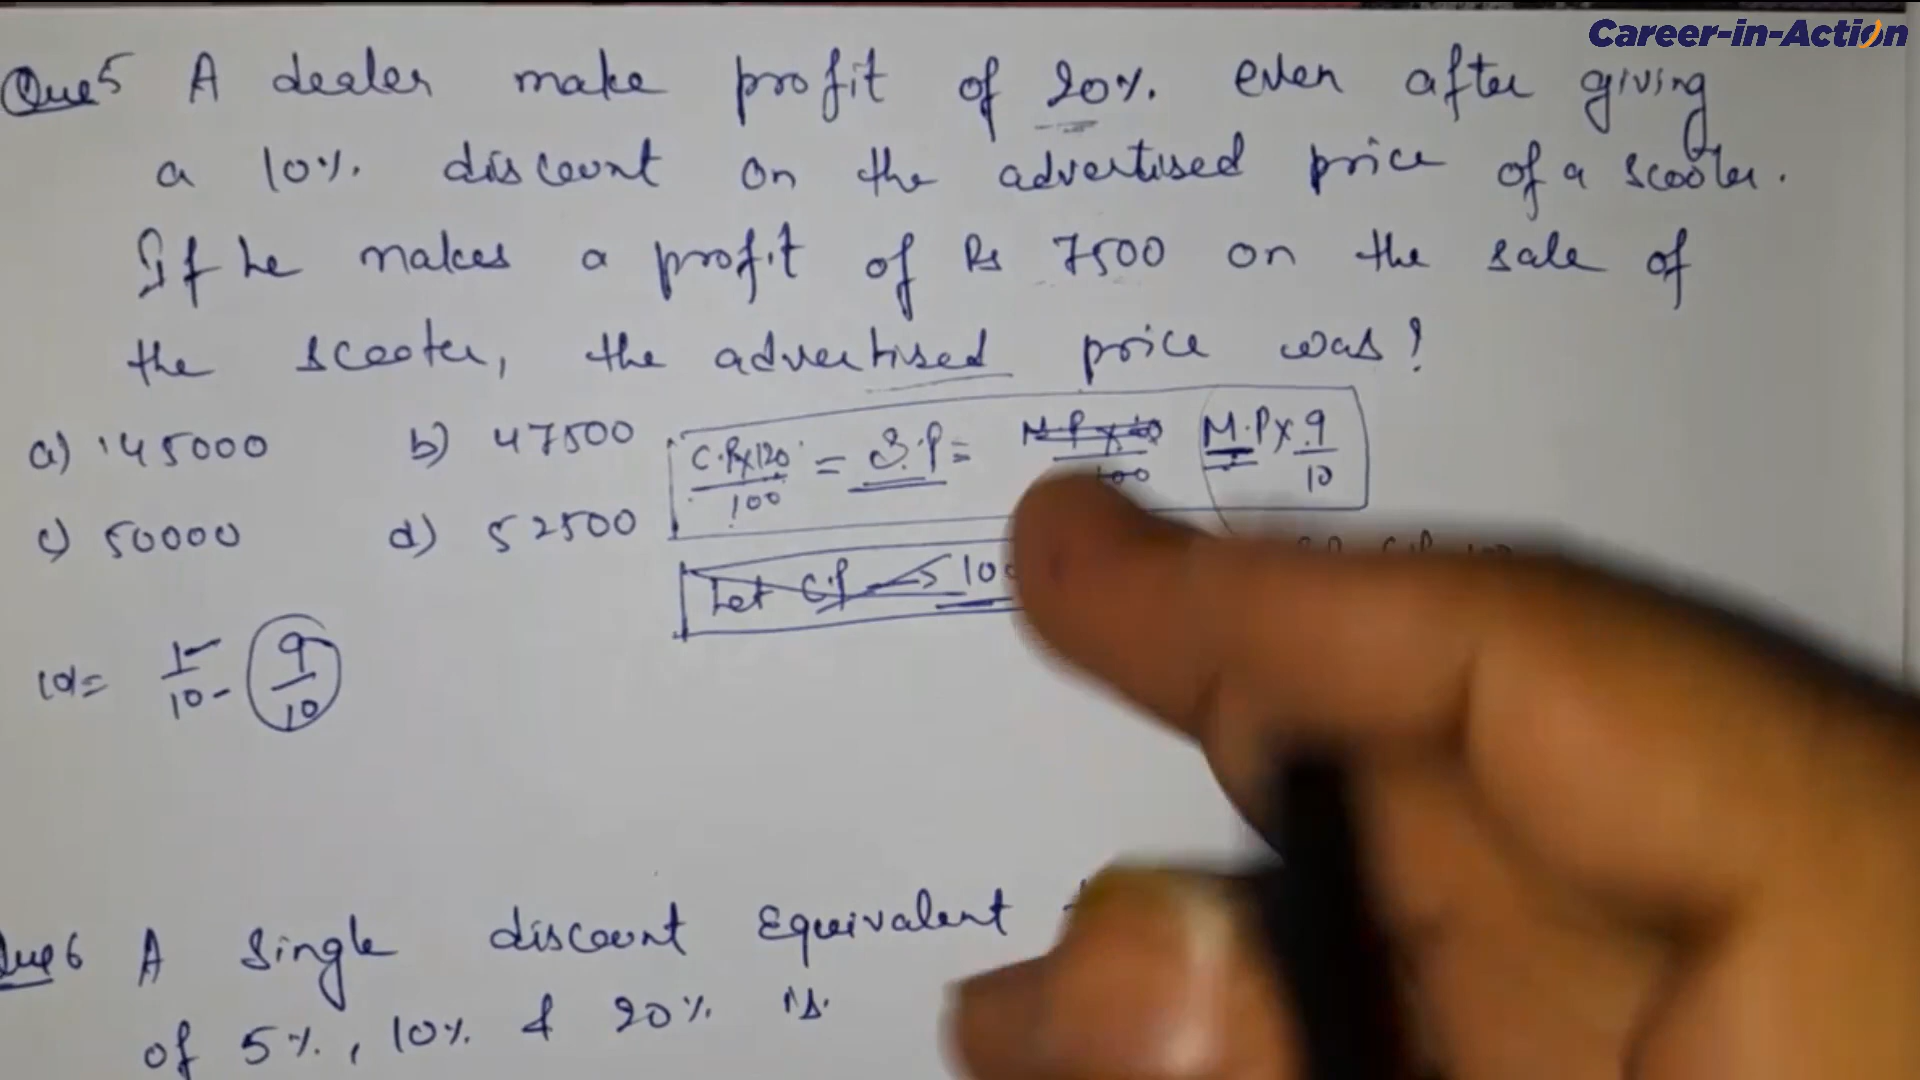 Career-in-Action
Que5 A dealer make profit of 20% even after giving
a 10% discount on the advertised price of a scooter.
If he makes a profit of Rs 7500 on the sale of
the scooter, the advertised price was?
a) 45000 b) 47500
C.P×120/100 = S.P = M.P×9/10
c) 50000 d) 52500
Let C.P 100
10%= 1/10 - 9/10
Que6 A Single discount Equivalent
of 5%, 10% & 20% is.